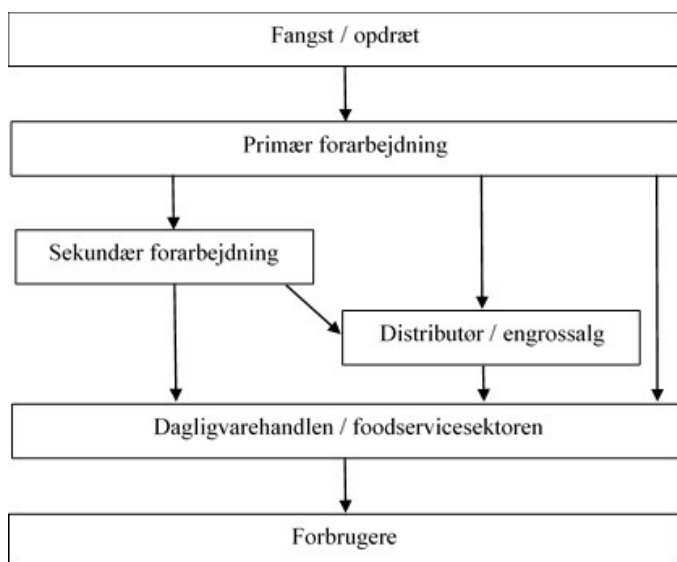 Fangst / opdræt
Primær forarbejdning
Sekundær forarbejdning
Distributør / engrossalg
Dagligvarehandlen / foodservicesektoren
Forbrugere